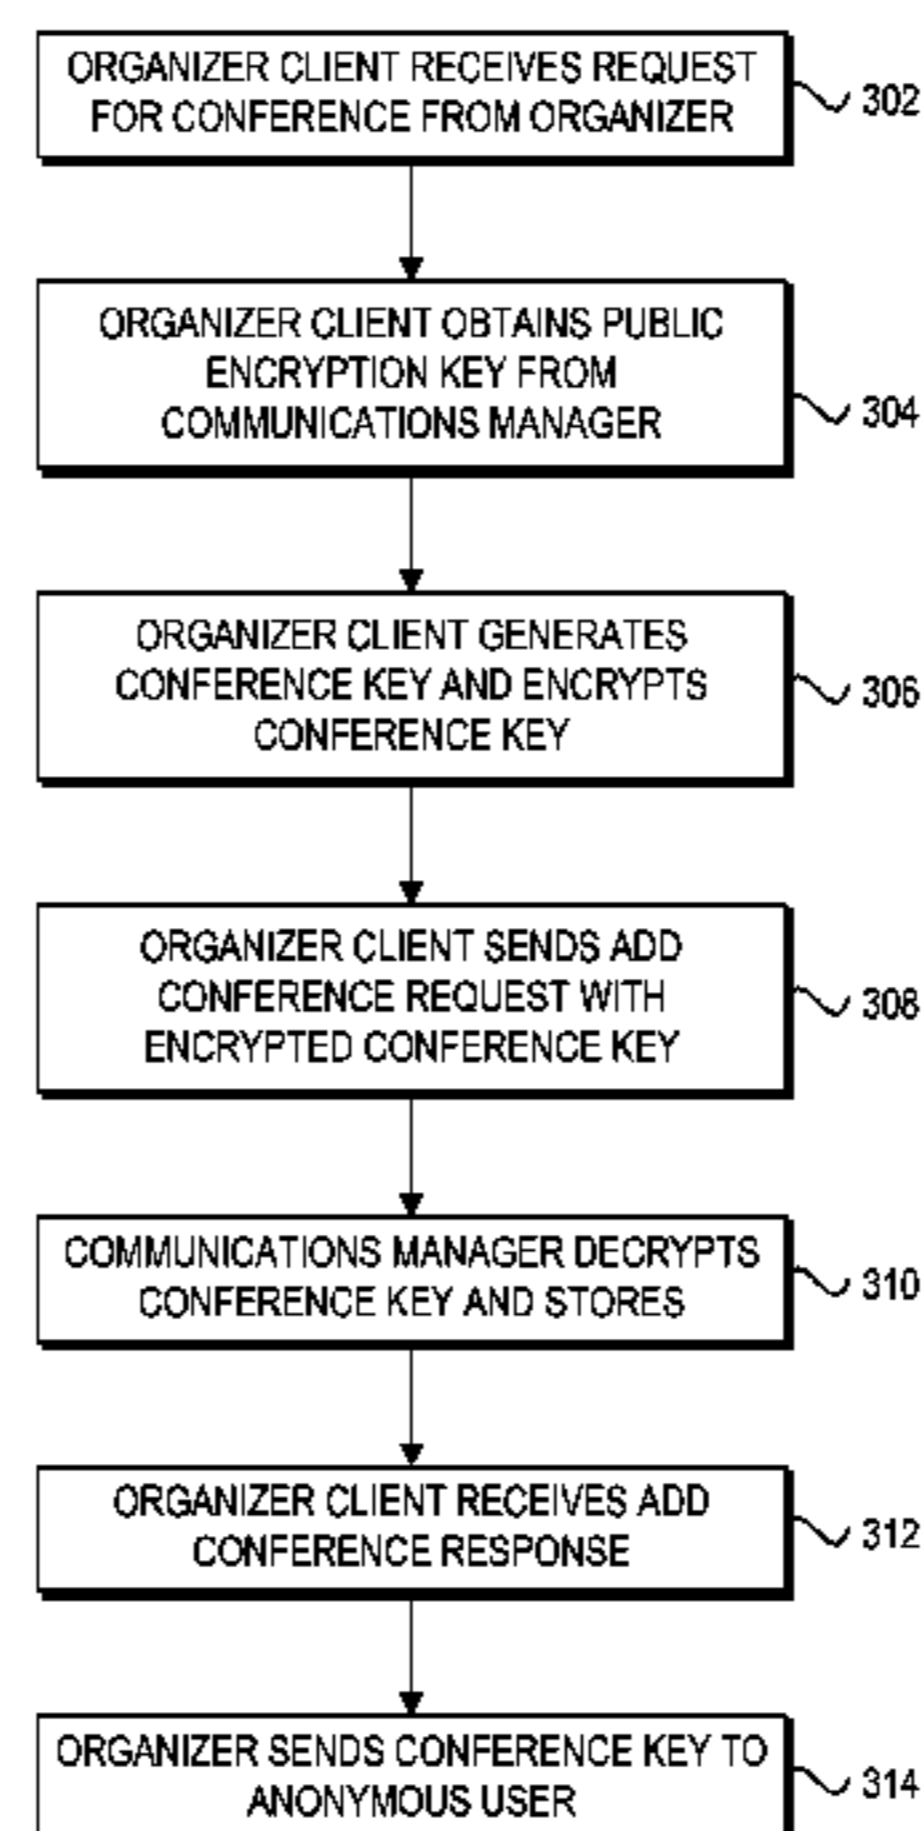 ORGANIZER CLIENT RECEIVES REQUEST
FOR CONFERENCE FROM ORGANIZER
302
ORGANIZER CLIENT OBTAINS PUBLIC
ENCRYPTION KEY FROM
COMMUNICATIONS MANAGER
304
ORGANIZER CLIENT GENERATES
CONFERENCE KEY AND ENCRYPTS
CONFERENCE KEY
306
ORGANIZER CLIENT SENDS ADD
CONFERENCE REQUEST WITH
ENCRYPTED CONFERENCE KEY
308
COMMUNICATIONS MANAGER DECRYPTS
CONFERENCE KEY AND STORES
310
ORGANIZER CLIENT RECEIVES ADD
CONFERENCE RESPONSE
312
ORGANIZER SENDS CONFERENCE KEY TO
ANONYMOUS USER
314